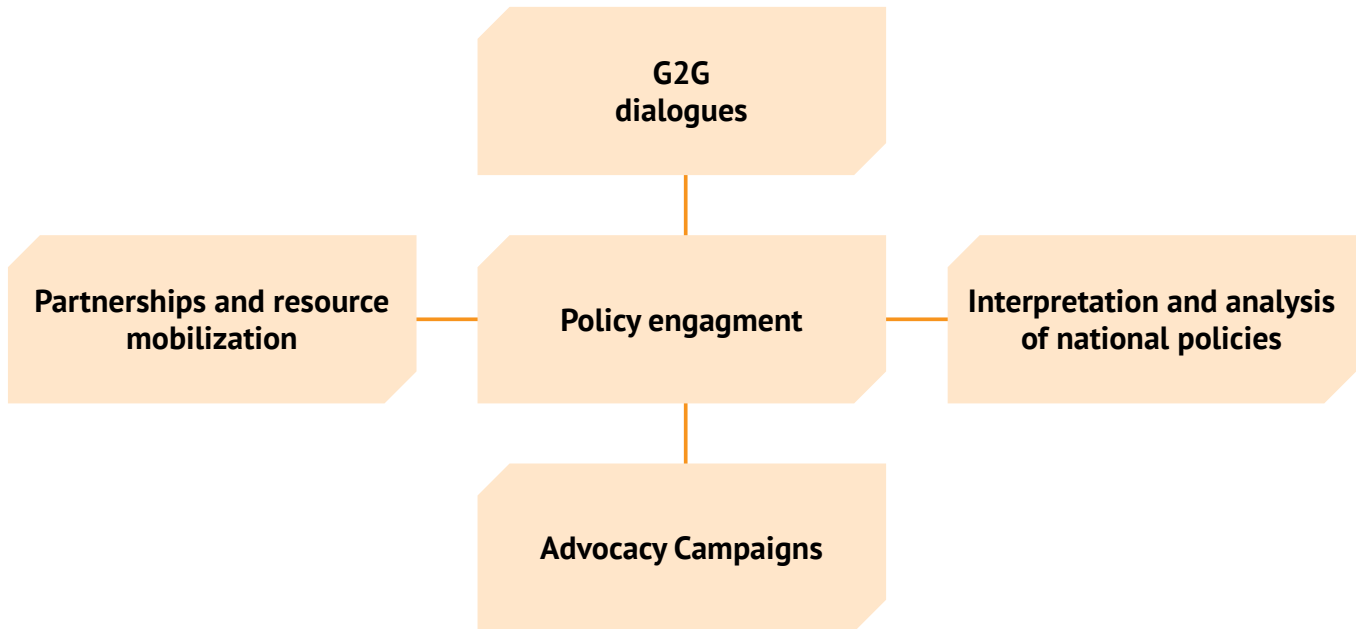 G2G
dialogues
Partnerships and resource
mobilization
Policy engagment
Interpretation and analysis
of national policies
Advocacy Campaigns